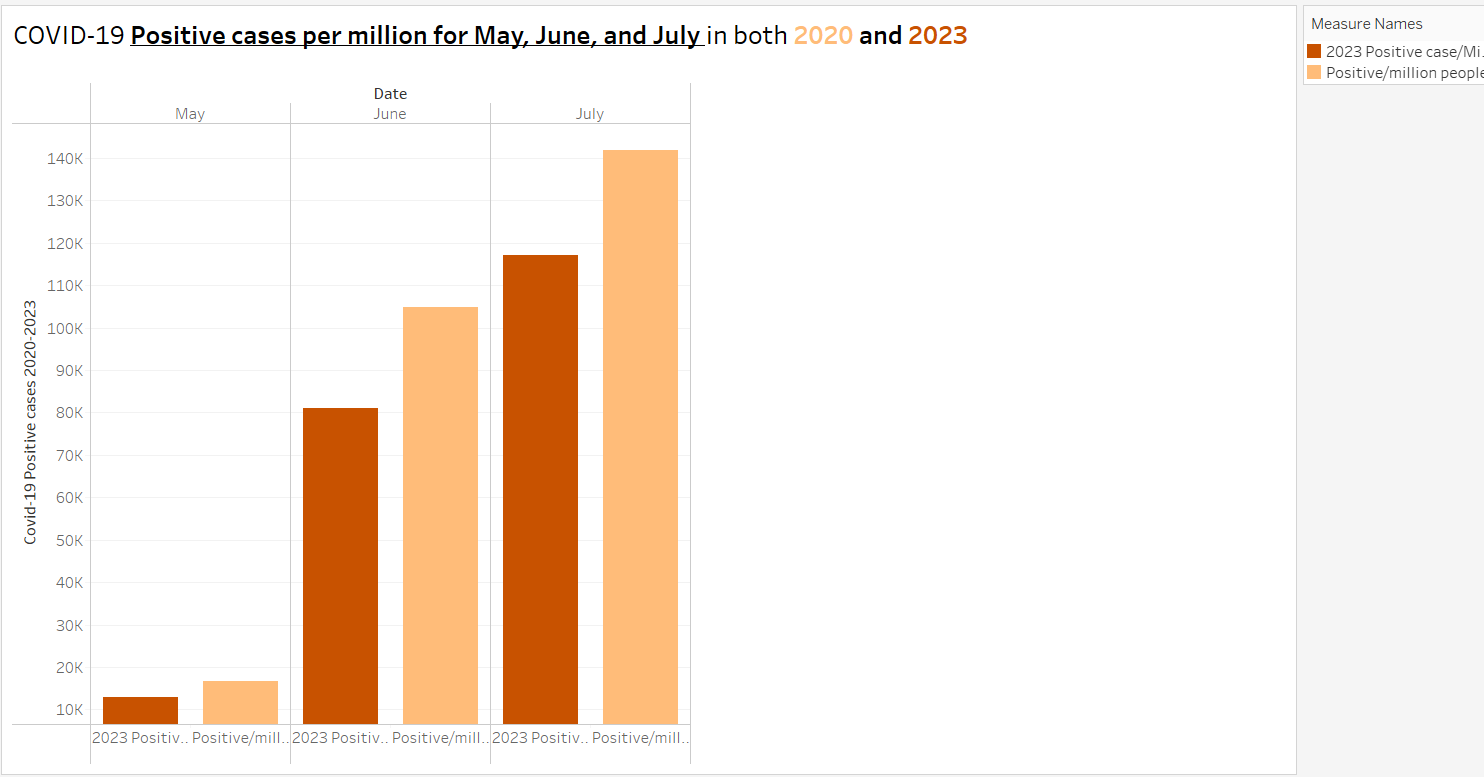 COVID-19 Positive cases per million for May, June, and July in both 2020 and 2023
Measure Names
2023 Positive case/Mi..
Positive/million people
Date
May June July
140K
130K
120K
110K
100K
90K
80K
70K
60K
50K
40K
30K
20K
10K
Covid-19 Positive cases 2020-2023
2023 Positiv.. Positive/mill.. 2023 Positiv.. Positive/mill.. 2023 Positiv.. Positive/mill..